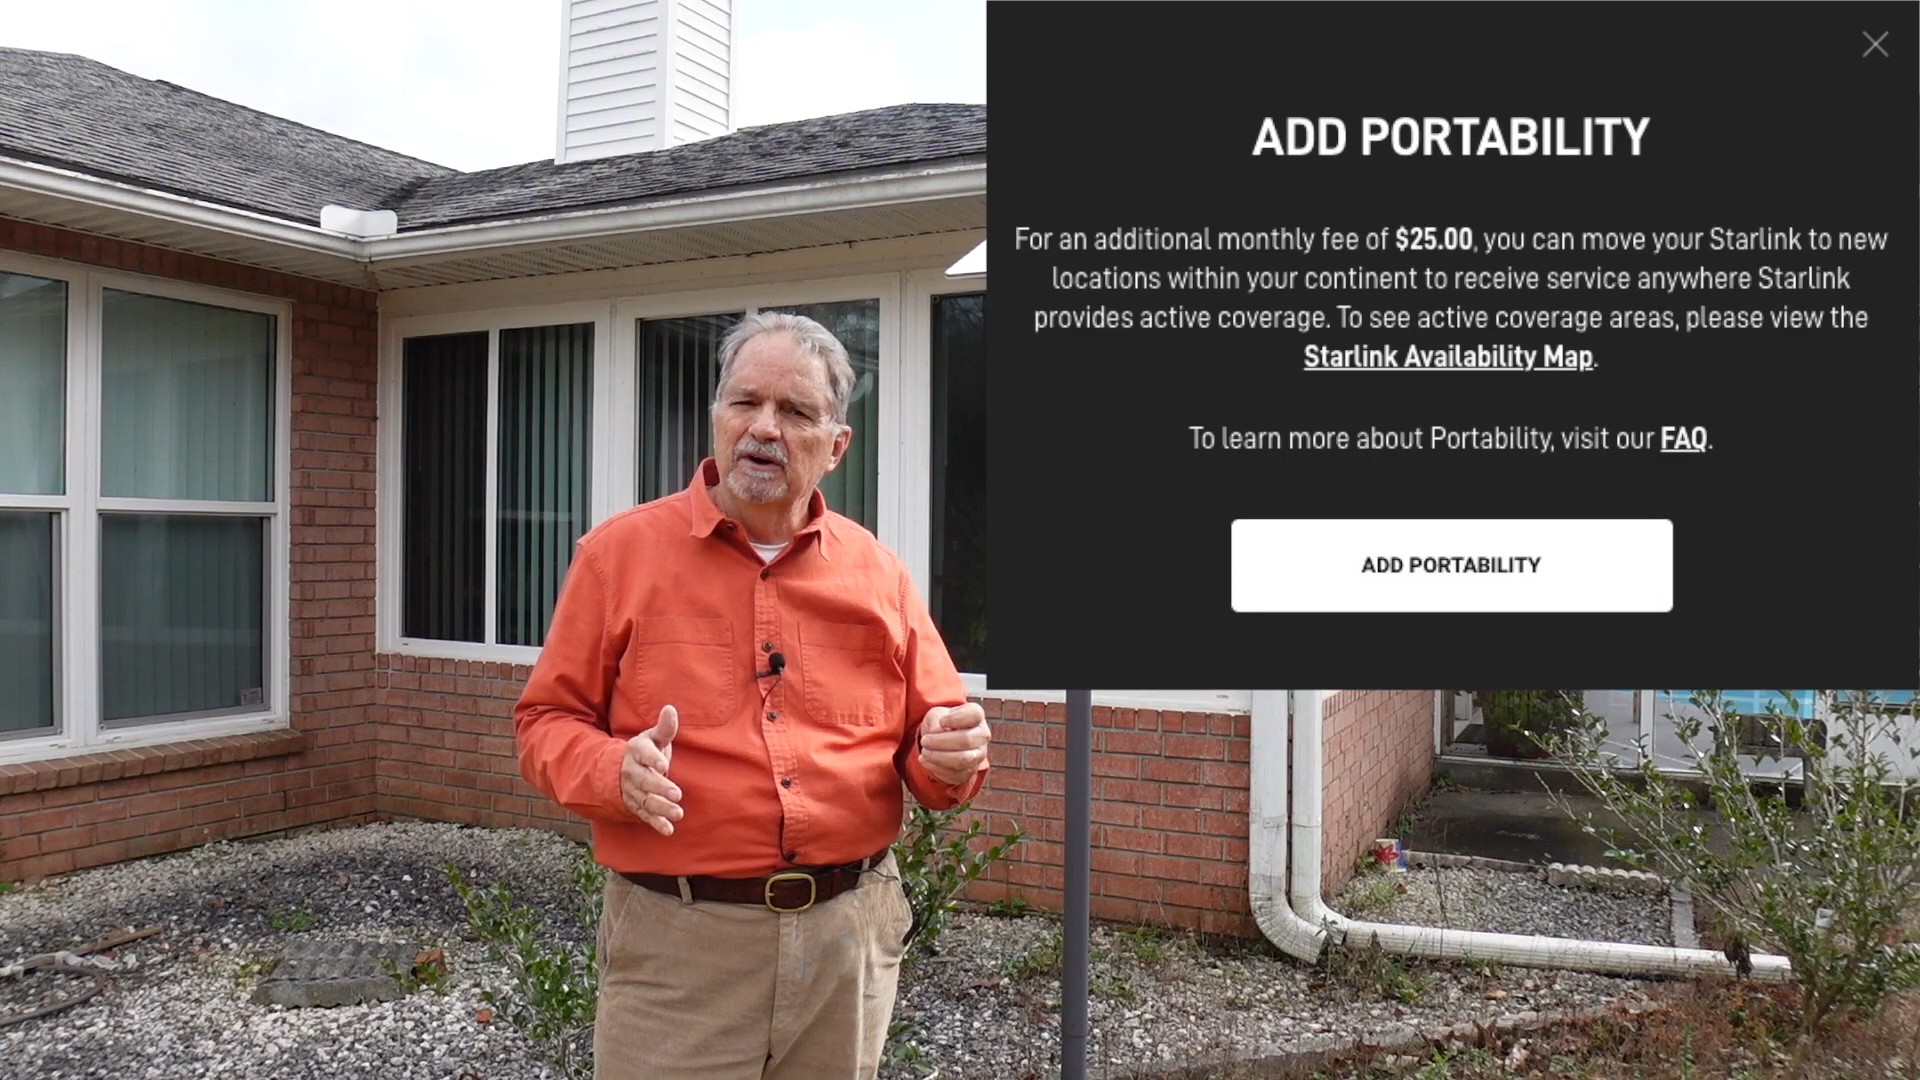 ADD PORTABILITY
For an additional monthly fee of $25.00, you can move your Starlink to new
locations within your continent to receive service anywhere Starlink
provides active coverage. To see active coverage areas, please view the
Starlink Availability Map.
To learn more about Portability, visit our FAQ.
ADD PORTABILITY